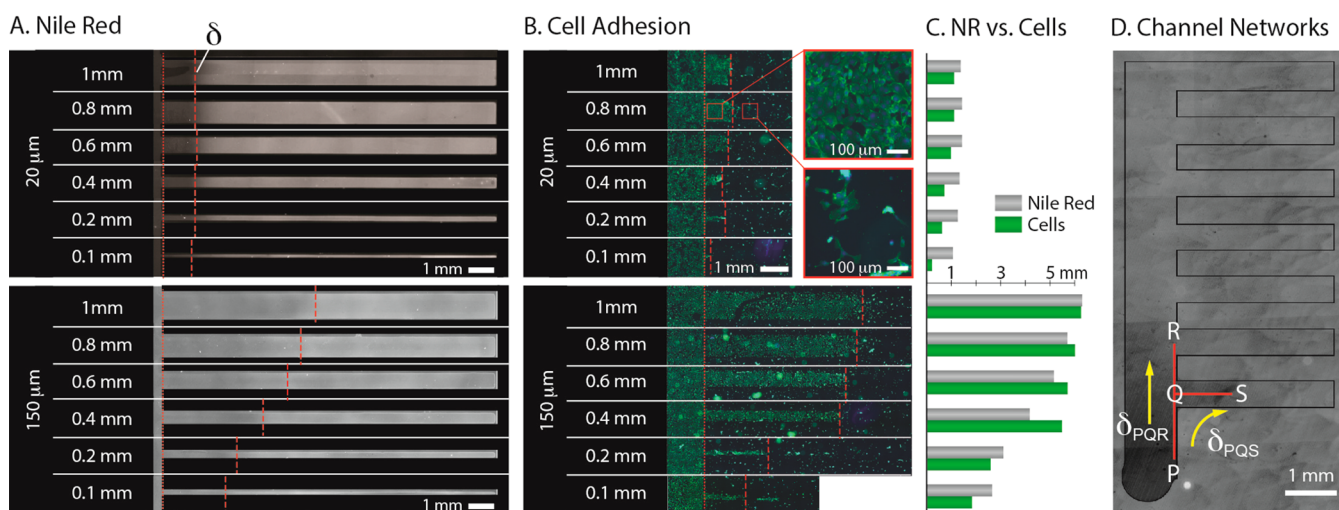 A. Nile Red
δ
20 μm
1mm
0.8 mm
0.6 mm
0.4 mm
0.2 mm
0.1 mm
1 mm
150 μm
1mm
0.8 mm
0.6 mm
0.4 mm
0.2 mm
0.1 mm
1 mm
B. Cell Adhesion
20 μm
1mm
0.8 mm
0.6 mm
0.4 mm
0.2 mm
0.1 mm
1 mm
100 μm
100 μm
150 μm
1mm
0.8 mm
0.6 mm
0.4 mm
0.2 mm
0.1 mm
C. NR vs. Cells
Nile Red
Cells
1 3 5 mm
D. Channel Networks
R
Q S
δPQR
δPQS
P
1 mm